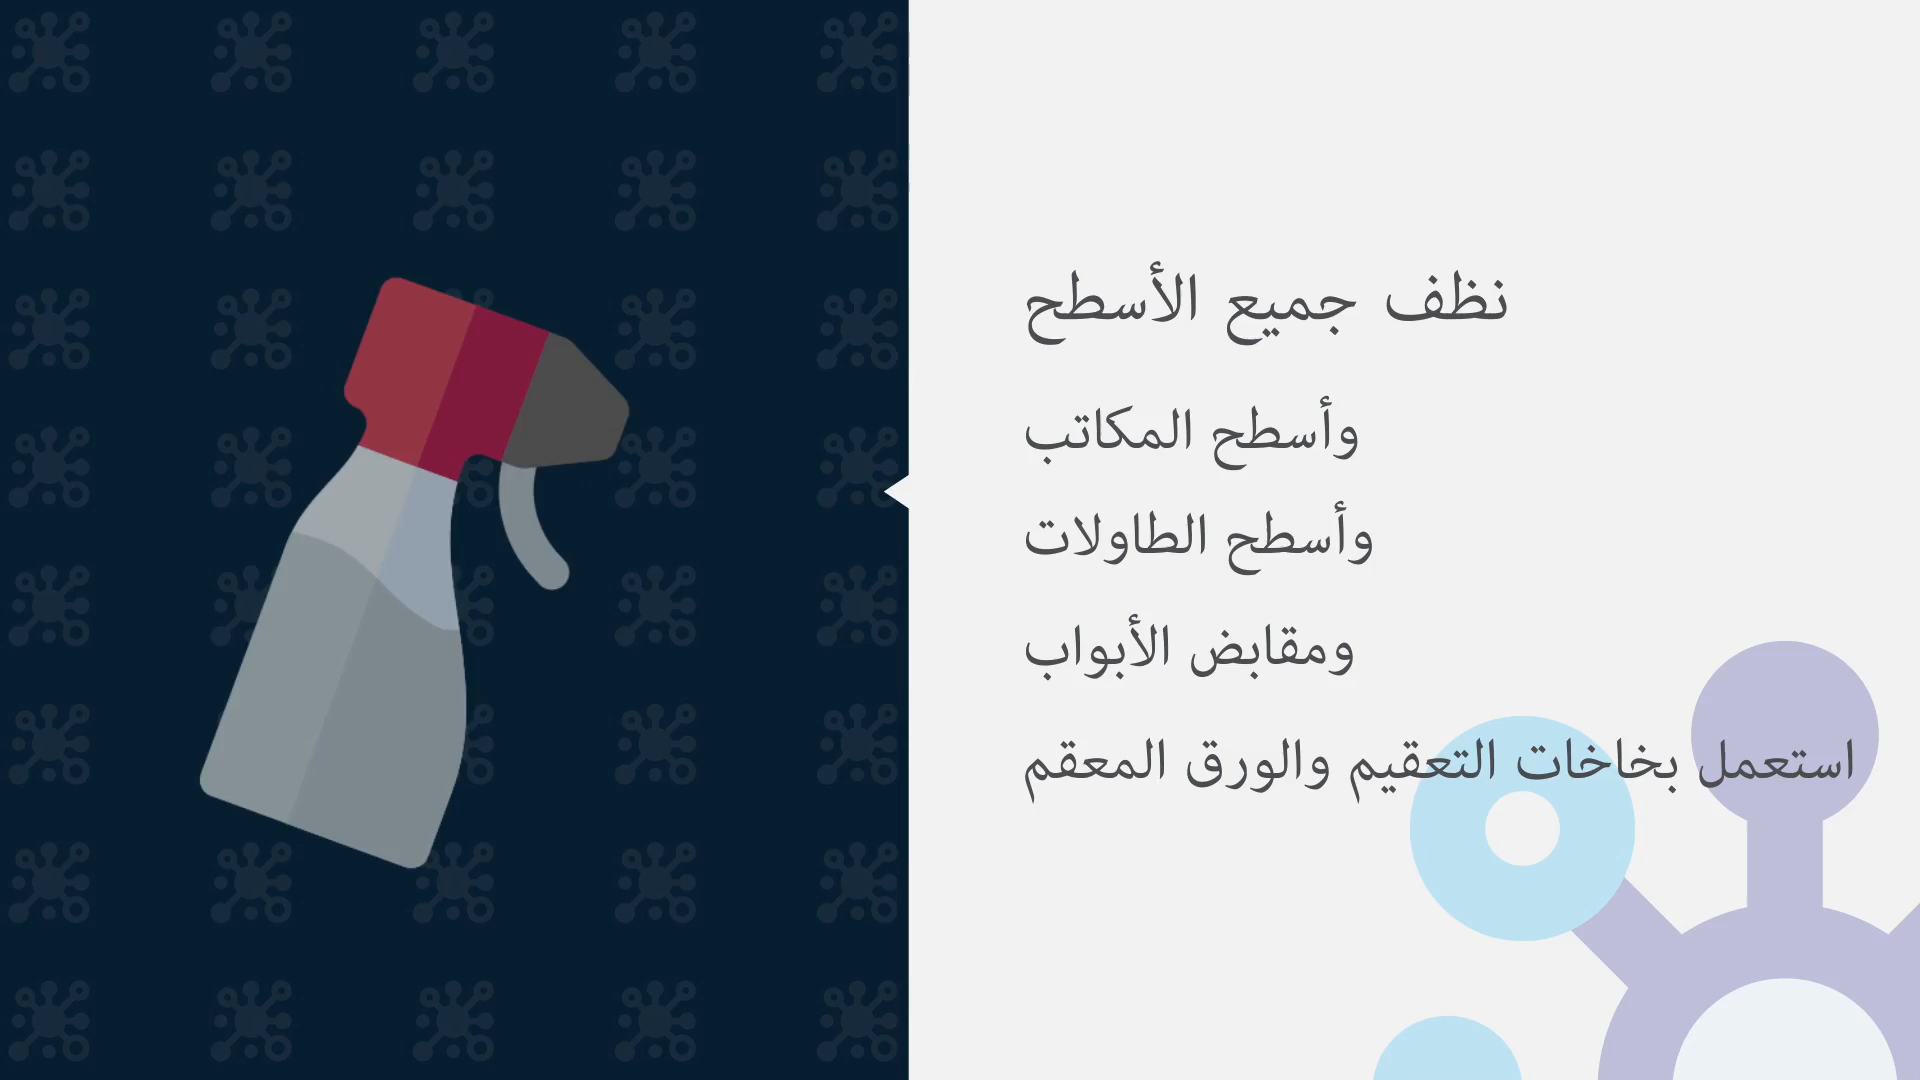 نظف جميع الأسطح
وأسطح المكاتب
وأسطح الطاولات
ومقابض الأبواب
استعمل بخاخات التعقيم والورق المعقم